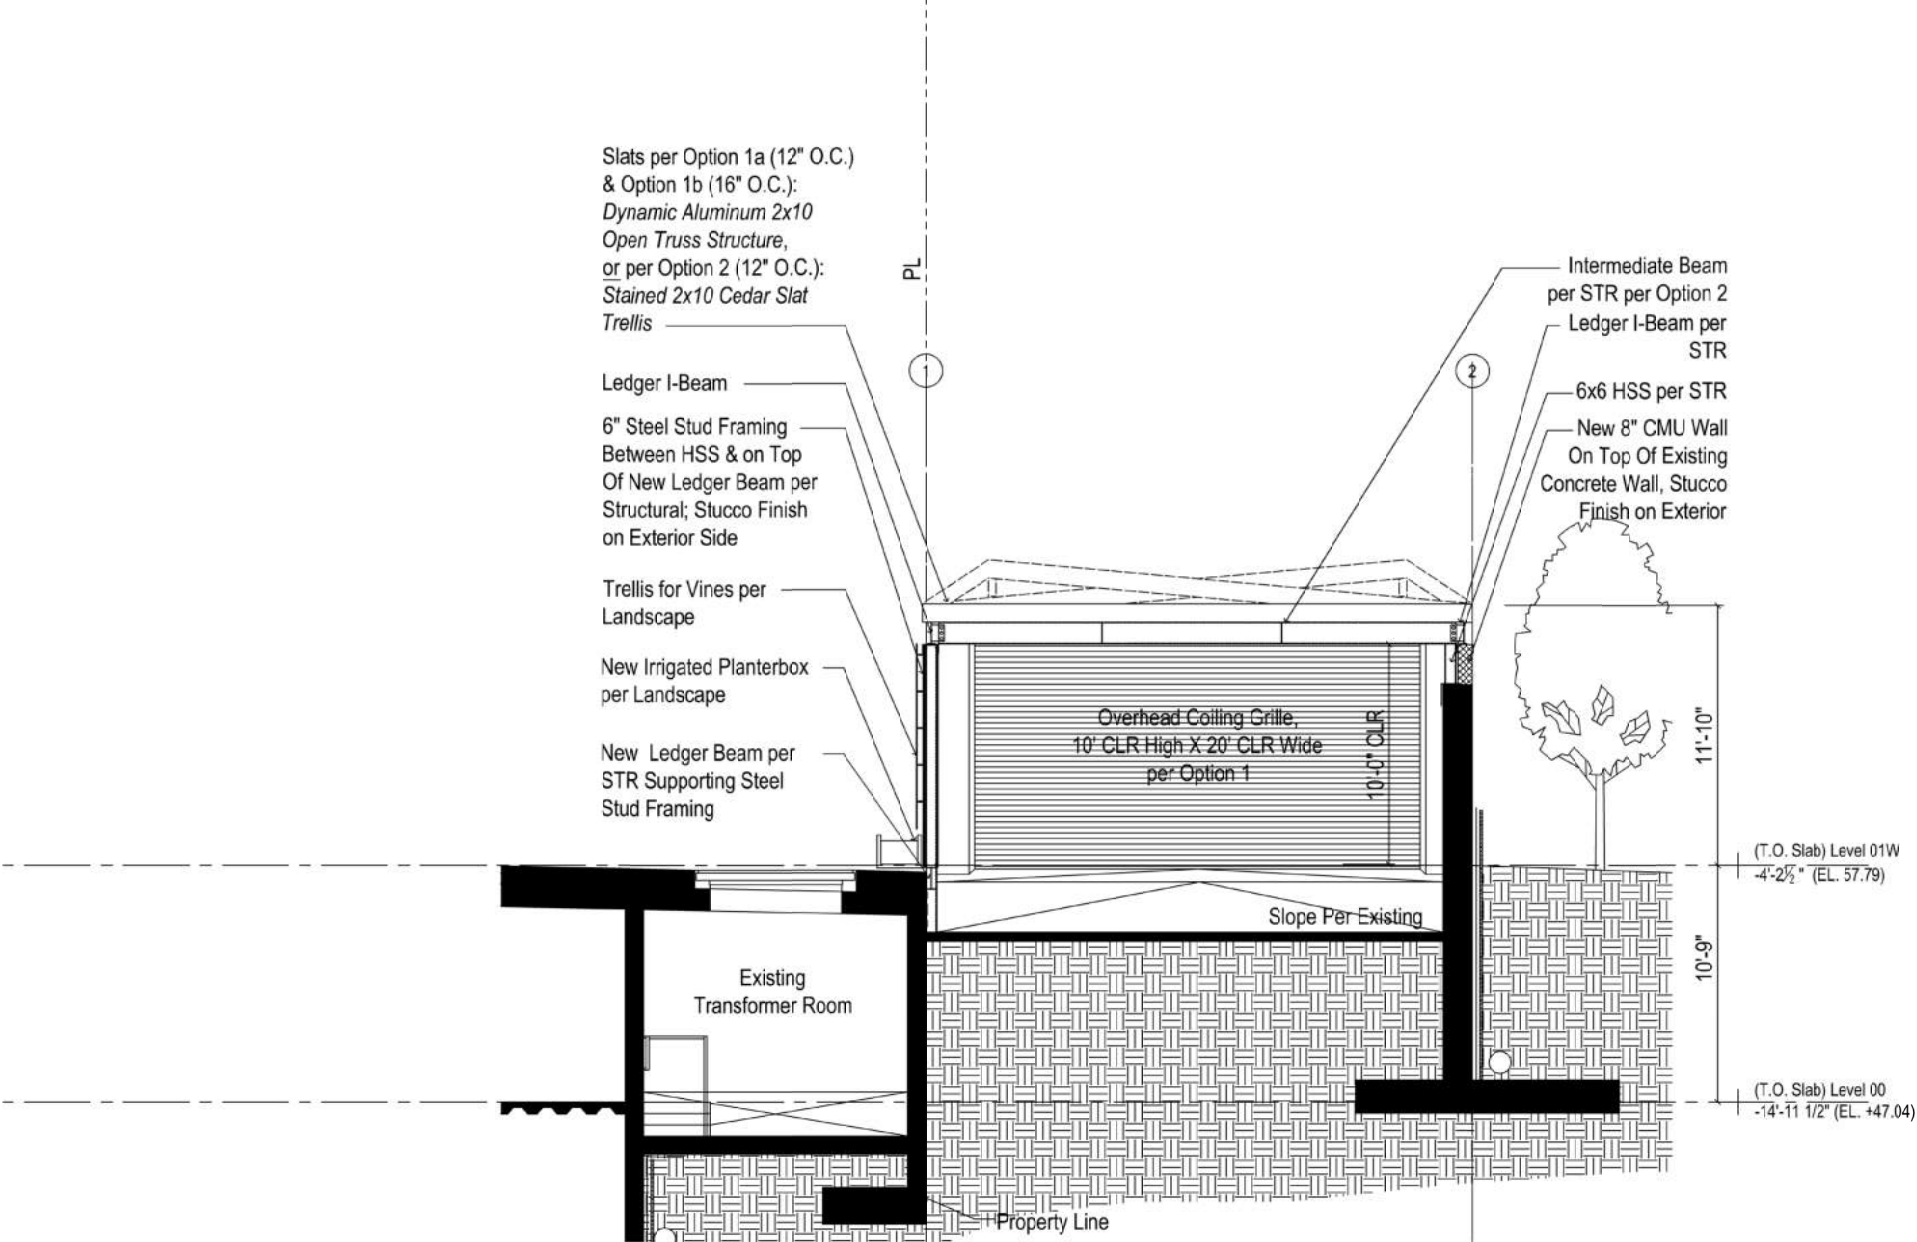 Slats per Option 1a (12" O.C.)
& Option 1b (16" O.C.):
Dynamic Aluminum 2x10
Open Truss Structure,
or per Option 2 (12" O.C.):
Stained 2x10 Cedar Slat
Trellis
Ledger I-Beam
6" Steel Stud Framing
Between HSS & on Top
Of New Ledger Beam per
Structural; Stucco Finish
on Exterior Side
Trellis for Vines per
Landscape
New Irrigated Planterbox
per Landscape
New Ledger Beam per
STR Supporting Steel
Stud Framing
PL
1
2
Intermediate Beam
per STR per Option 2
Ledger I-Beam per
STR
6x6 HSS per STR
New 8" CMU Wall
On Top Of Existing
Concrete Wall, Stucco
Finish on Exterior
Overhead Coiling Grille,
10' CLR High X 20' CLR Wide
per Option 1
10'-0" CLR
11'-10"
(T.O. Slab) Level 01W
-4'-2½" (EL. 57.79)
Slope Per Existing
10'-9"
Existing
Transformer Room
(T.O. Slab) Level 00
-14'-11 1/2" (EL. +47.04)
Property Line